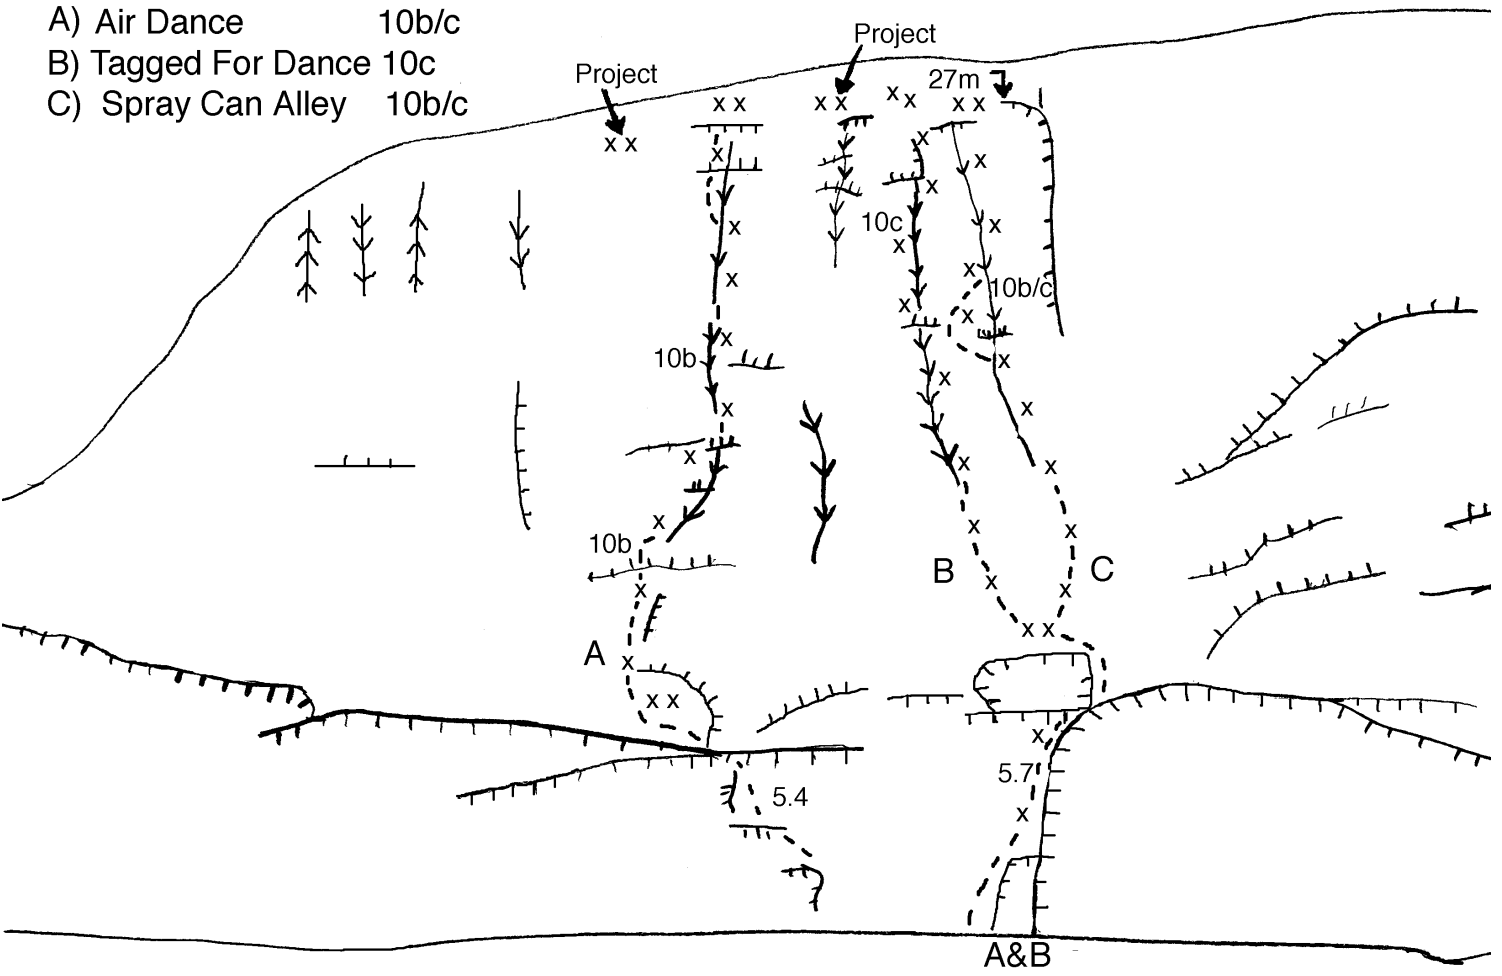 A) Air Dance 10b/c
B) Tagged For Dance 10c
C) Spray Can Alley 10b/c
Project
Project
27m
10c
10b/c
10b
10b
B
C
A
5.7
5.4
A&B